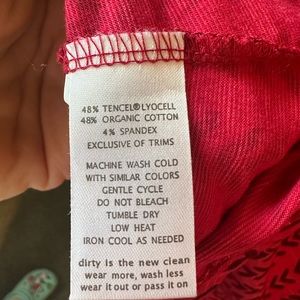 48% TENCEL®LYOCELL
48% ORGANIC COTTON
4% SPANDEX
EXCLUSIVE OF TRIMS
MACHINE WASH COLD
WITH SIMILAR COLORS
GENTLE CYCLE
DO NOT BLEACH
TUMBLE DRY
LOW HEAT
IRON COOL AS NEEDED
dirty is the new clean
wear more, wash less
wear it out or pass it on